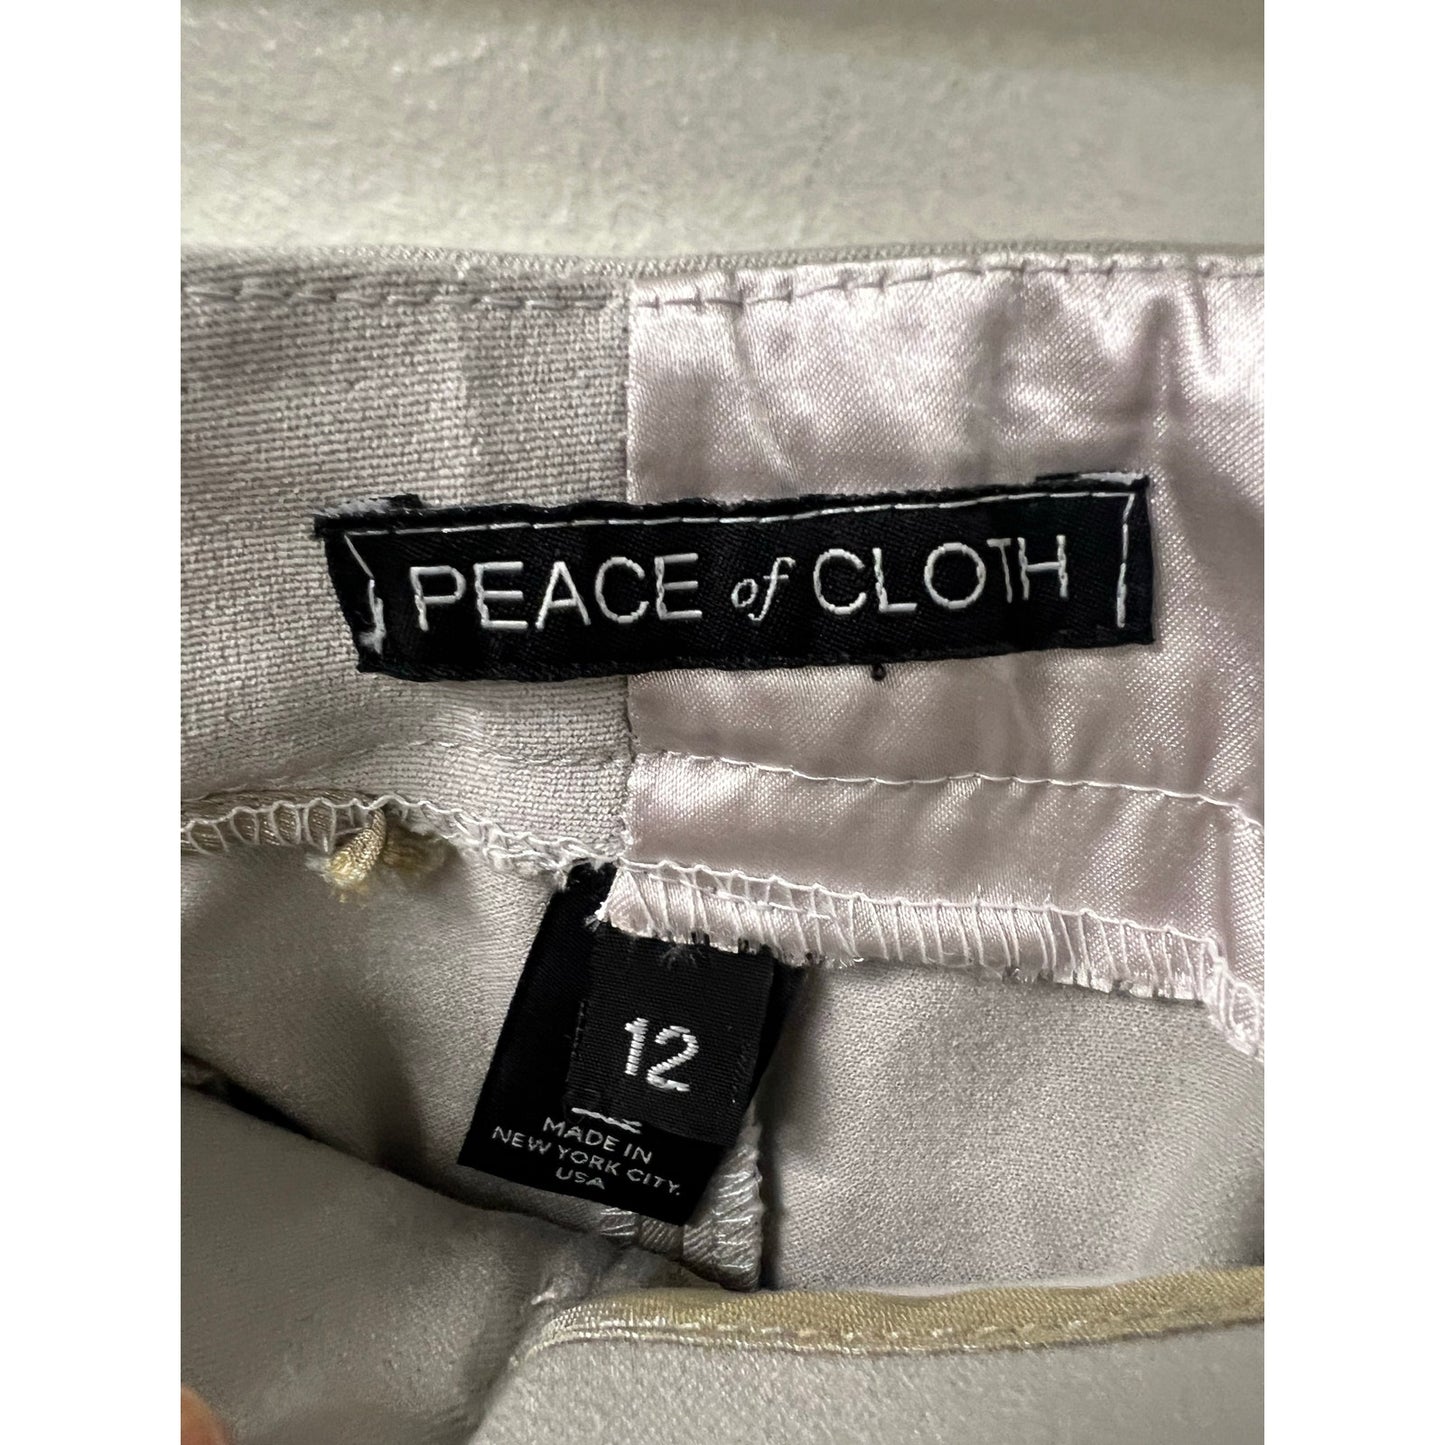 PEACE of CLOTH
12
MADE IN
NEW YORK CITY.
USA